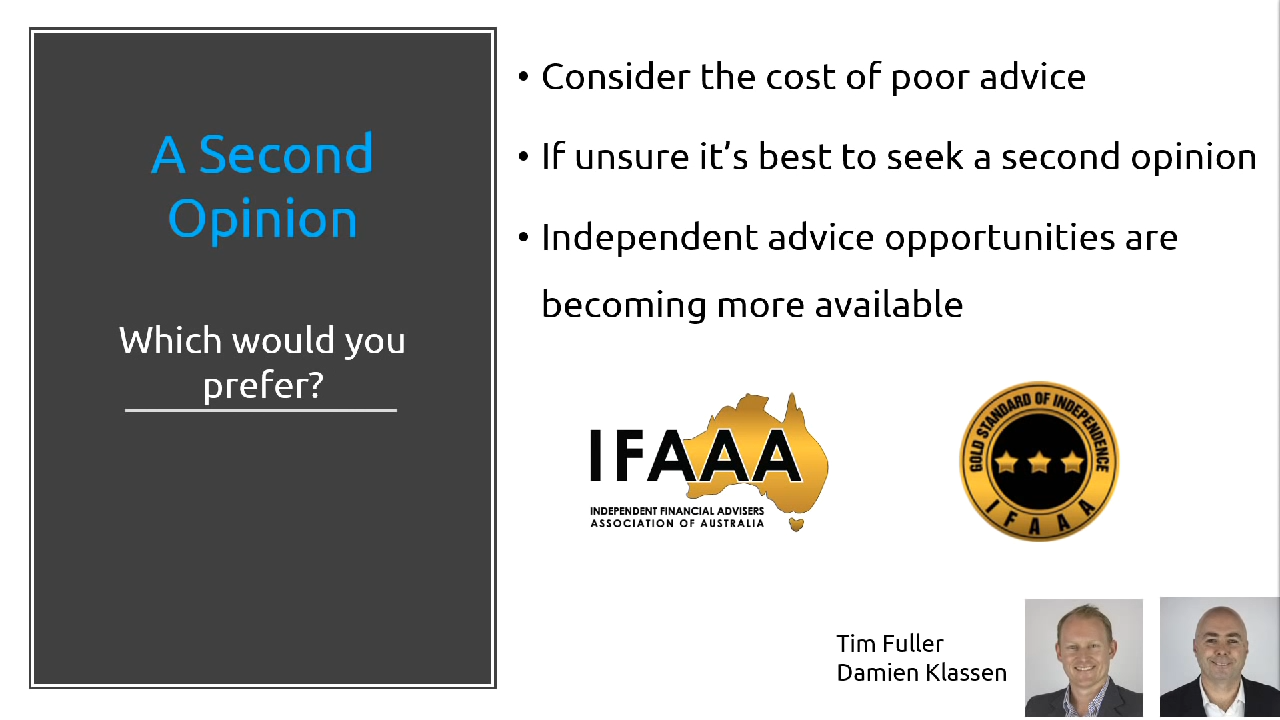 A Second
Opinion
Which would you
prefer?
• Consider the cost of poor advice
• If unsure it’s best to seek a second opinion
• Independent advice opportunities are
becoming more available
IFAAA
INDEPENDENT FINANCIAL ADVISERS
ASSOCIATION OF AUSTRALIA
GOLD STANDARD OF INDEPENDENCE
IFAAA
Tim Fuller
Damien Klassen